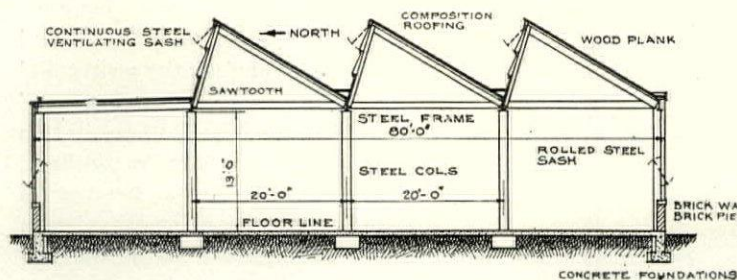 CONTINUOUS STEEL
VENTILATING SASH
NORTH
COMPOSITION
ROOFING
WOOD PLANK
SAWTOOTH
STEEL FRAME
80'-0"
13'-0"
ROLLED STEEL
SASH
STEEL COLS
20'-0"
20'-0"
FLOOR LINE
BRICK WA
BRICK PIE
CONCRETE FOUNDATIONS